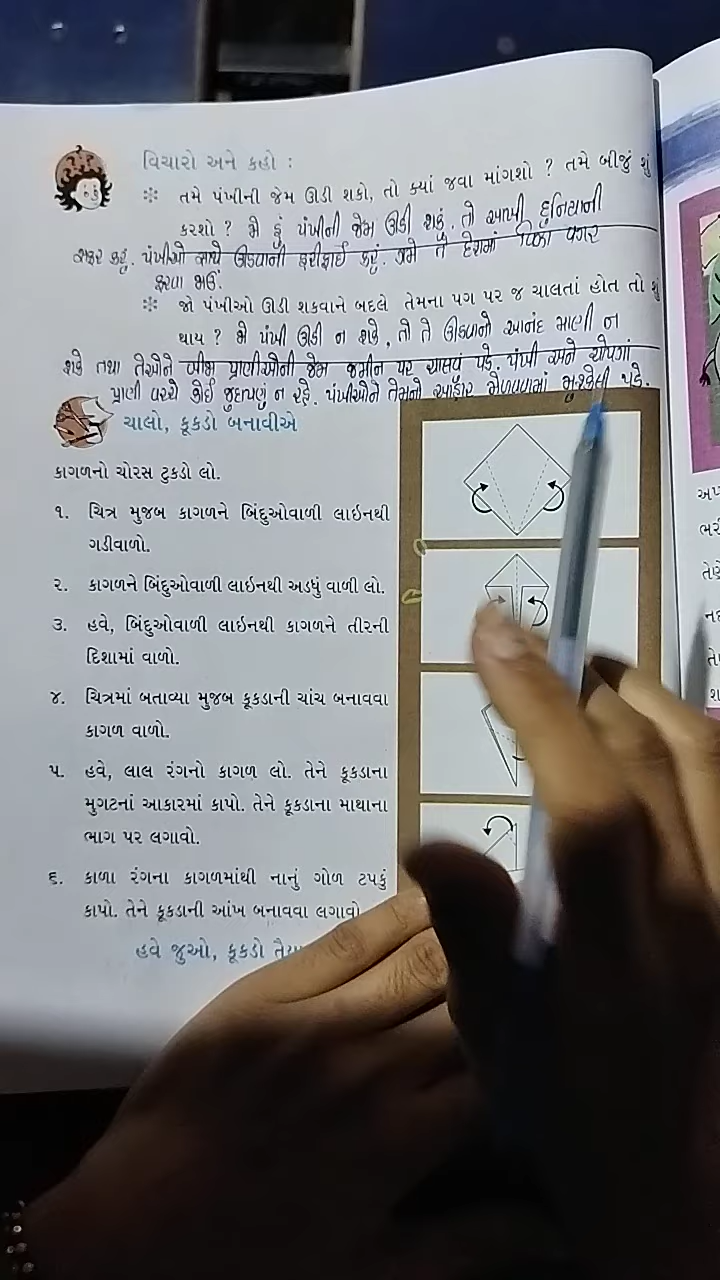 વિચારો અને કહો :
❊ તમે પંખીની જેમ ઊડી શકો, તો ક્યાં જવા માંગશો ? તમે બીજું શું
કરશો ? જો હું પંખીની જેમ ઊડી શકું, તો આખી દુનિયાની
સફર કરું. પંખીઓ સાથે ઊડવાની હરીફાઈ કરું. ગમે તે દેશમાં વિઝા વગર
ફરવા જાઉં.
❊ જો પંખીઓ ઊડી શકવાને બદલે તેમના પગ પર જ ચાલતાં હોત તો શું
થાય ? જો પંખી ઊડી ન શકે, તો તે ઊડવાનો આનંદ માણી ન
શકે તથા તેઓને બીજા પ્રાણીઓની જેમ જમીન પર ચાલવું પડે. પંખી અને ચોપગાં
પ્રાણી વચ્ચે કોઈ જુદાપણું ન રહે. પંખીઓને તેમનો આહાર મેળવવામાં મુશ્કેલી પડે.
ચાલો, કૂકડો બનાવીએ
કાગળનો ચોરસ ટુકડો લો.
૧. ચિત્ર મુજબ કાગળને બિંદુઓવાળી લાઇનથી
ગડીવાળો.
૨. કાગળને બિંદુઓવાળી લાઇનથી અડધું વાળી લો.
૩. હવે, બિંદુઓવાળી લાઇનથી કાગળને તીરની
દિશામાં વાળો.
૪. ચિત્રમાં બતાવ્યા મુજબ કૂકડાની ચાંચ બનાવવા
કાગળ વાળો.
૫. હવે, લાલ રંગનો કાગળ લો. તેને કૂકડાના
મુગટનાં આકારમાં કાપો. તેને કૂકડાના માથાના
ભાગ પર લગાવો.
૬. કાળા રંગના કાગળમાંથી નાનું ગોળ ટપકું
કાપો. તેને કૂકડાની આંખ બનાવવા લગાવો
હવે જુઓ, કૂકડો